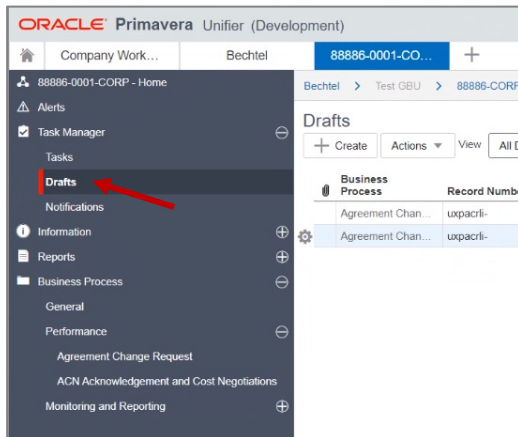 ORACLE Primavera Unifier (Development)
Company Work... Bechtel 88886-0001-CO...
88886-0001-CORP - Home
Alerts
Task Manager
Tasks
Drafts
Notifications
Information
Reports
Business Process
General
Performance
Agreement Change Request
ACN Acknowledgement and Cost Negotiations
Monitoring and Reporting
Bechtel > Test GBU > 88886-CORP
Drafts
+ Create Actions View All D
Business
Process Record Numbe
Agreement Chan... uxpacrli-
Agreement Chan... uxpacrli-